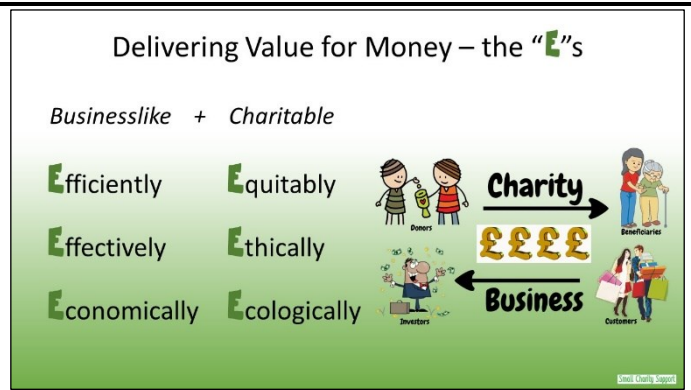 Delivering Value for Money – the “E”s
Businesslike + Charitable
Efficiently
Equitably
Effectively
Ethically
Economically
Ecologically
Donors
Charity
Beneficiaries
££££
Investors
Business
Customers
Small Charity Support